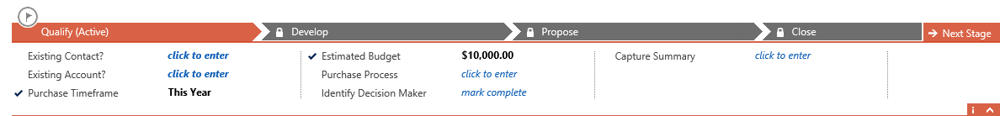 Qualify (Active) Develop Propose Close Next Stage
Existing Contact? click to enter Estimated Budget $10,000.00 Capture Summary click to enter
Existing Account? click to enter Purchase Process click to enter
Purchase Timeframe This Year Identify Decision Maker mark complete
i